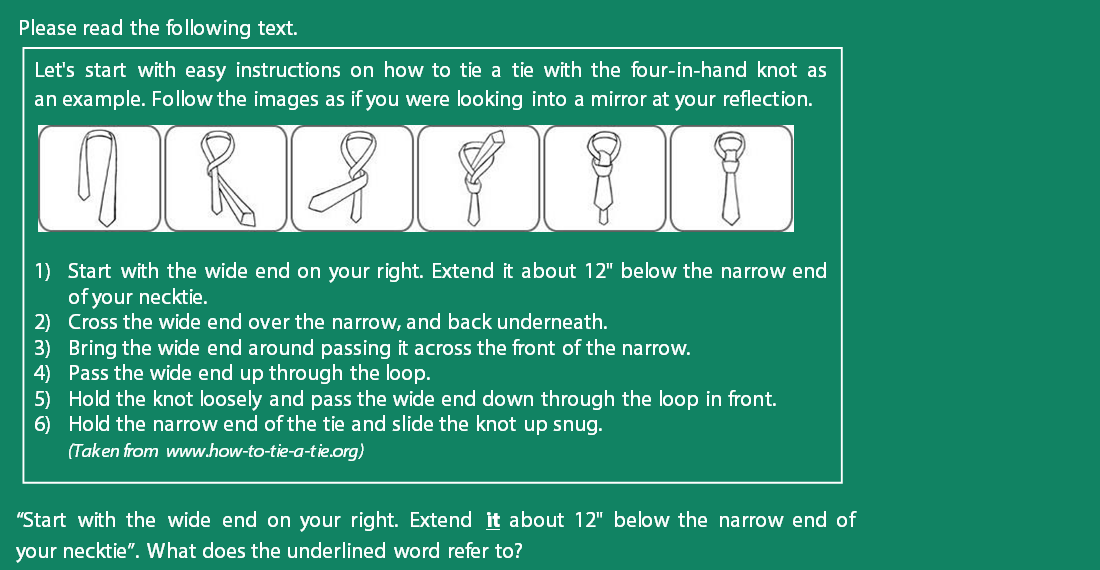 Please read the following text.
Let's start with easy instructions on how to tie a tie with the four-in-hand knot as
an example. Follow the images as if you were looking into a mirror at your reflection.
1) Start with the wide end on your right. Extend it about 12" below the narrow end
of your necktie.
2) Cross the wide end over the narrow, and back underneath.
3) Bring the wide end around passing it across the front of the narrow.
4) Pass the wide end up through the loop.
5) Hold the knot loosely and pass the wide end down through the loop in front.
6) Hold the narrow end of the tie and slide the knot up snug.
(Taken from www.how-to-tie-a-tie.org)
“Start with the wide end on your right. Extend it about 12" below the narrow end of
your necktie”. What does the underlined word refer to?